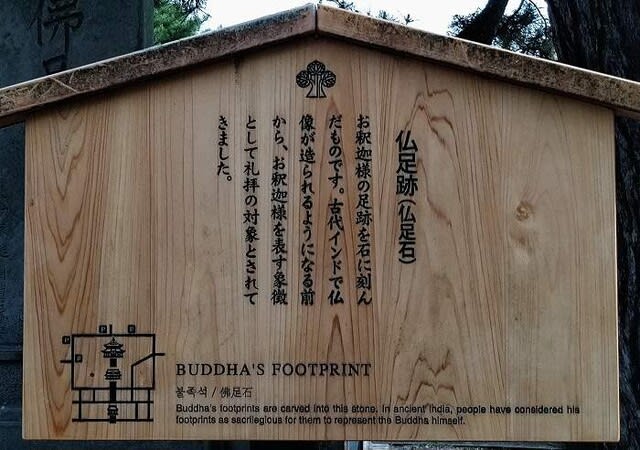 仏足跡(仏足石)
お釈迦様の足跡を石に刻ん
だものです。古代インドで仏
像が造られるようになる前
から、お釈迦様を表す象徴
として礼拝の対象とされて
きました。
BUDDHA'S FOOTPRINT
불족석 / 佛足石
Buddha's footprints are carved into this stone. In ancient India, people have considered his
footprints as sacrilegious for them to represent the Buddha himself.
P P
P
P
佛